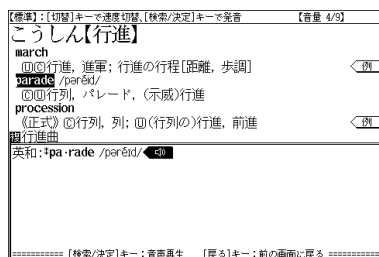 【標準】:[切替]キーで速度切替、[検索/決定]キーで発音 【音量 4/9】
こうしん【行進】
march
ⓊⒸ行進, 進軍; 行進の行程[距離, 歩調] 例
parade /pəréɪd/
ⒸⓊ行列, パレード, (示威)行進
procession
《正式》Ⓒ行列, 列; Ⓤ(行列の)行進, 前進 例
複行進曲
英和:‡pa·rade /pəréɪd/
========== [検索/決定]キー:音声再生 [戻る]キー:前の画面に戻る ==========